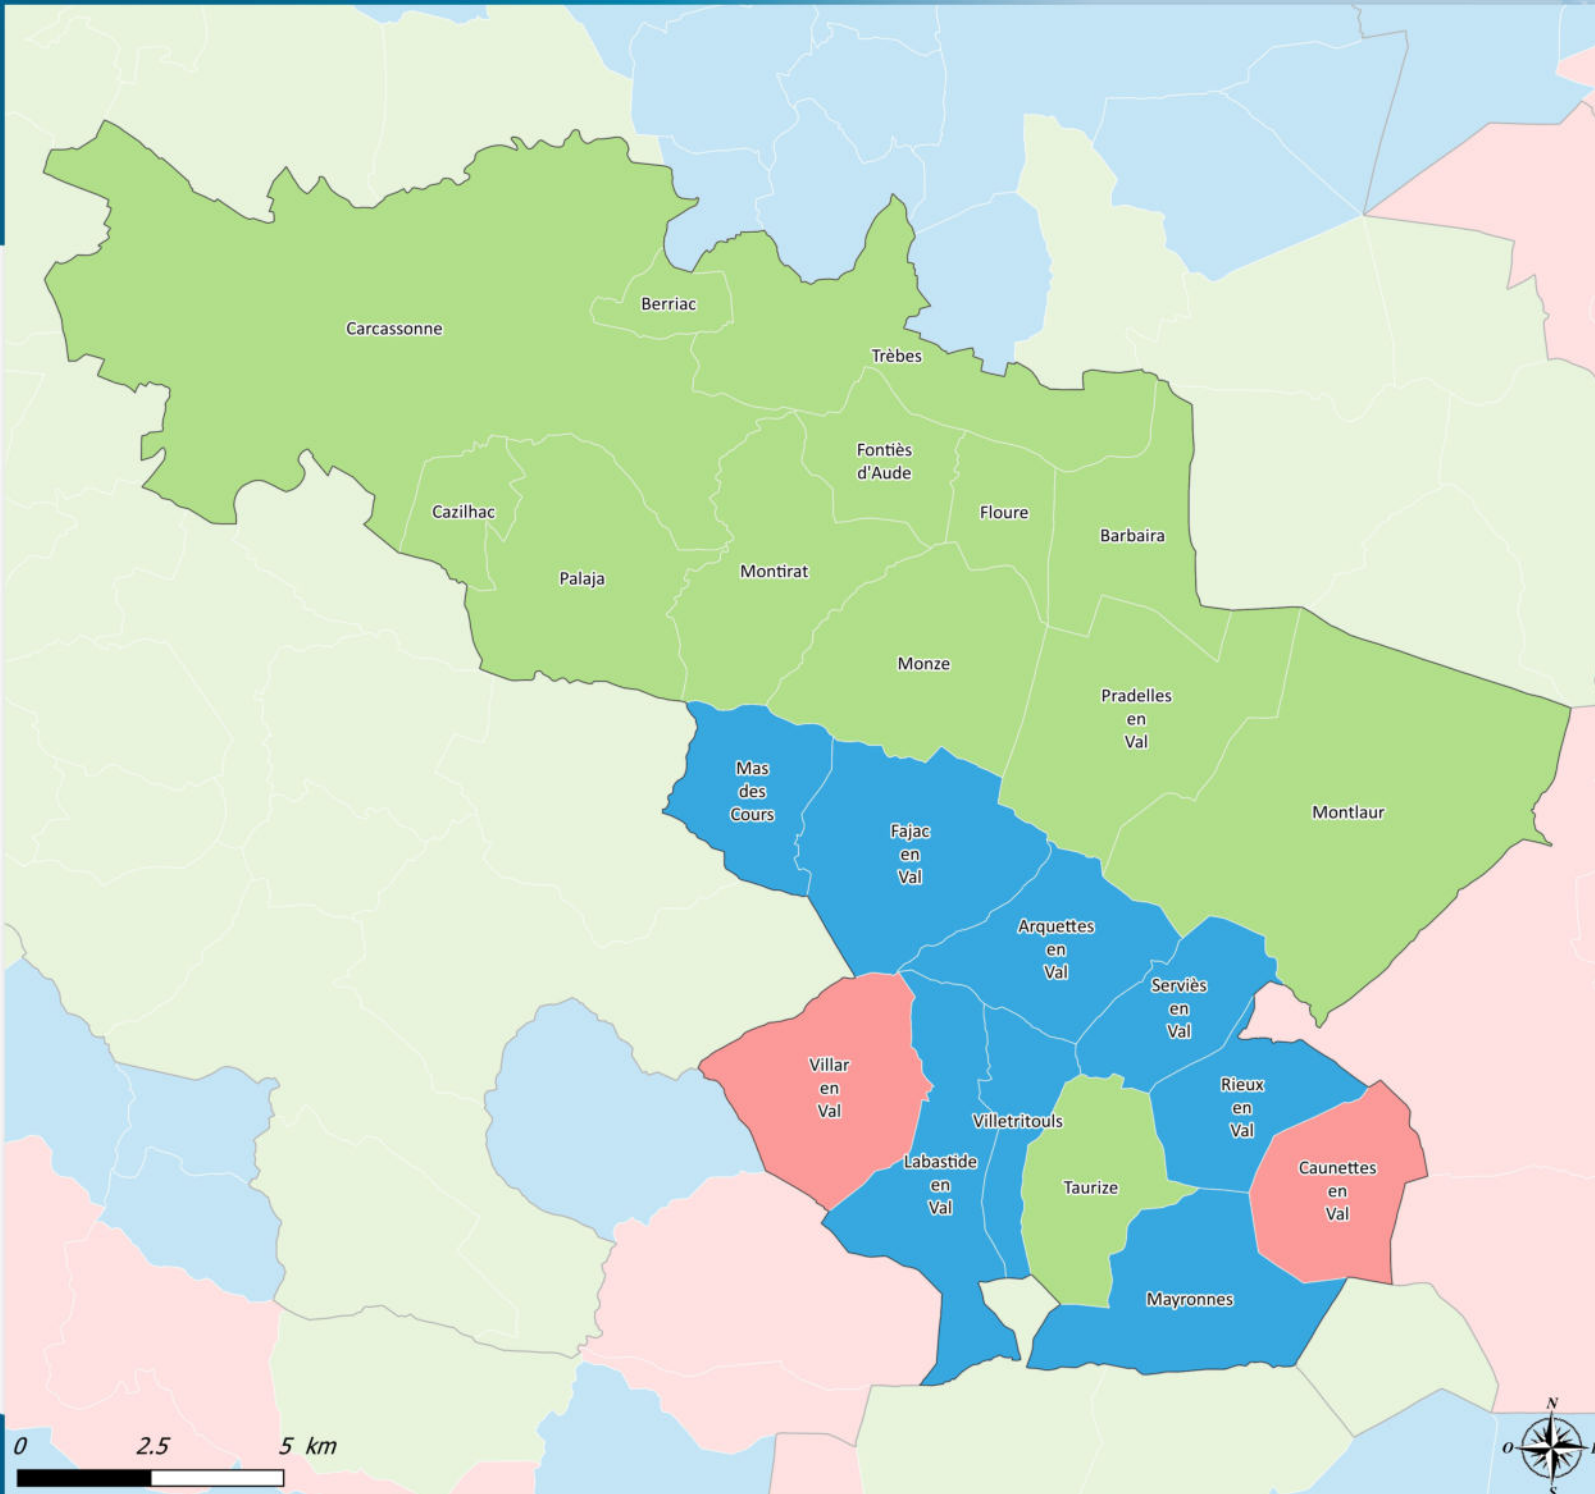 Berriac
Carcassonne
Trèbes
Fontiès
d'Aude
Cazilhac
Floure
Barbaira
Palaja
Montirat
Monze
Pradelles
en
Val
Mas
des
Cours
Montlaur
Fajac
en
Val
Arquettes
en
Val
Serviès
en
Val
Villar
en
Val
Rieux
en
Val
Villetritouls
Labastide
en
Val
Taurize
Caunettes
en
Val
Mayronnes
0 2.5 5 km
N
O
S